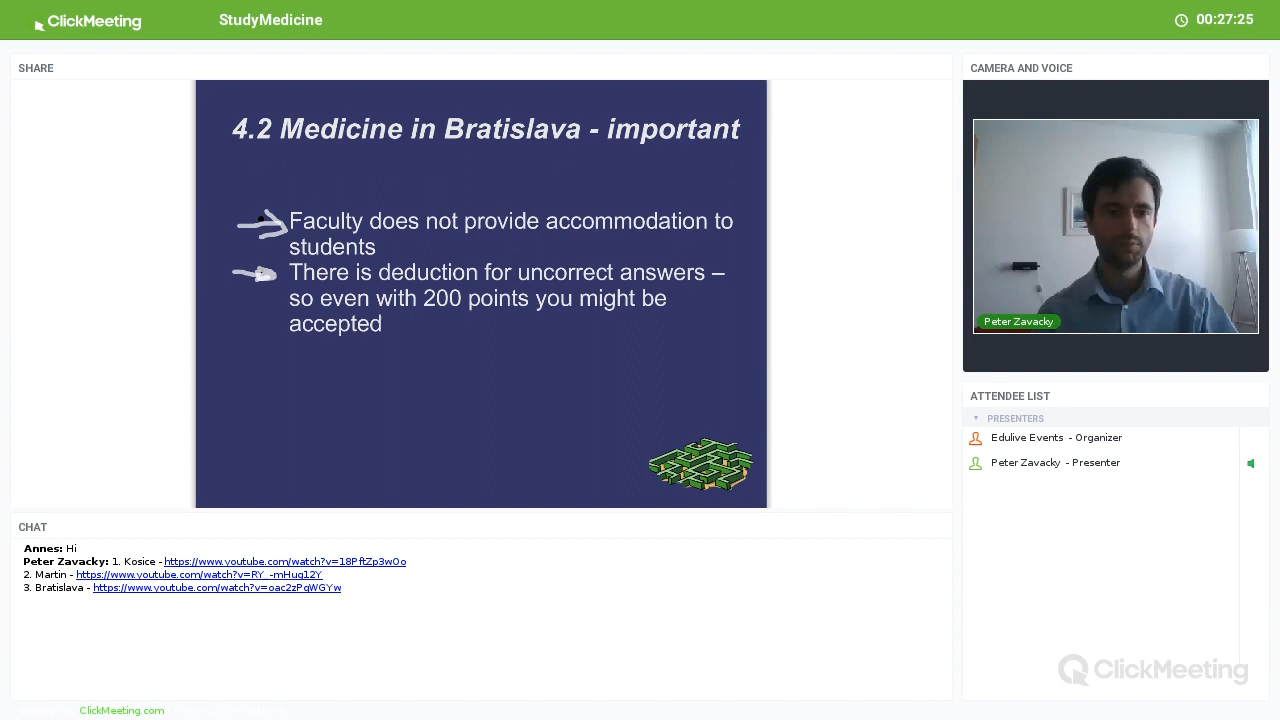 ClickMeeting
StudyMedicine
00:27:25
SHARE
4.2 Medicine in Bratislava - important
Faculty does not provide accommodation to
students
There is deduction for uncorrect answers –
so even with 200 points you might be
accepted
CAMERA AND VOICE
Peter Zavacky
ATTENDEE LIST
PRESENTERS
Edulive Events - Organizer
Peter Zavacky - Presenter
CHAT
Annes: Hi
Peter Zavacky: 1. Kosice - https://www.youtube.com/watch?v=18PftZp3wOo
2. Martin - https://www.youtube.com/watch?v=RY_-mHug12Y
3. Bratislava - https://www.youtube.com/watch?v=oac2zPqWGYw
ClickMeeting
ClickMeeting.com